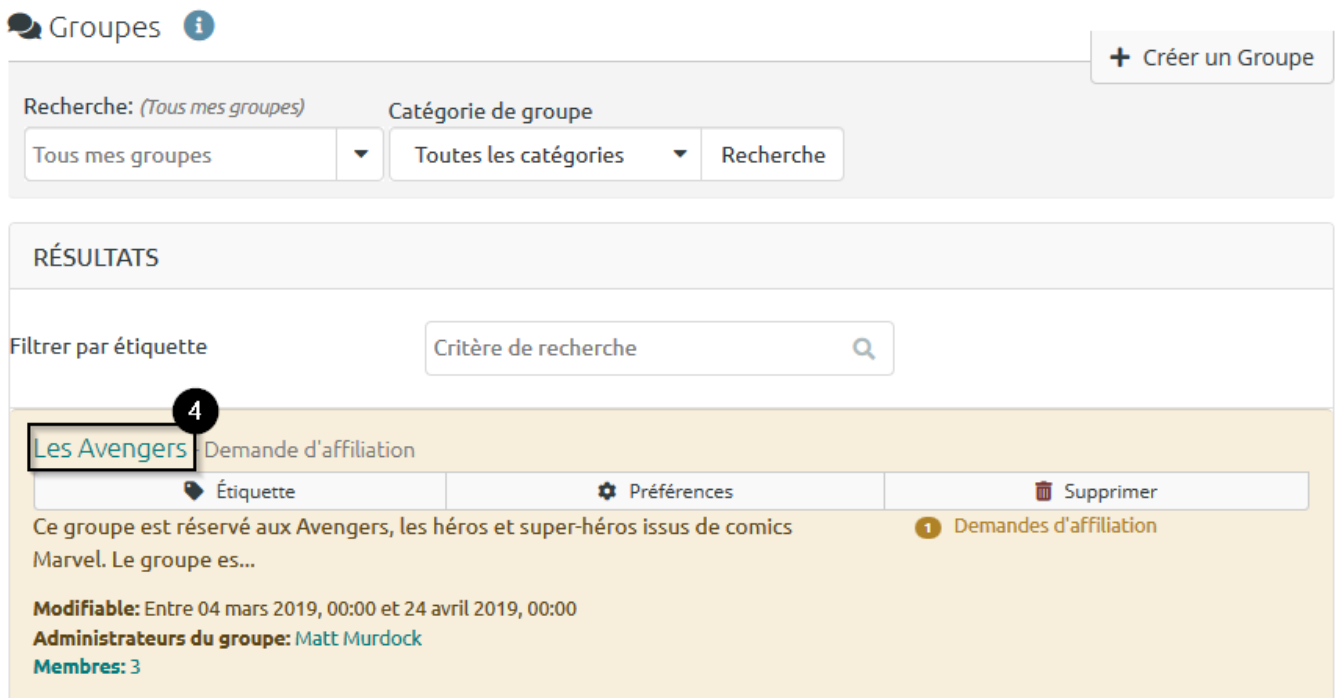 Groupes
+ Créer un Groupe
Recherche: (Tous mes groupes)
Catégorie de groupe
Tous mes groupes
Toutes les catégories
Recherche
RÉSULTATS
Filtrer par étiquette
Critère de recherche
4
Les Avengers - Demande d'affiliation
Étiquette
Préférences
Supprimer
Ce groupe est réservé aux Avengers, les héros et super-héros issus de comics
Marvel. Le groupe es...
1 Demandes d'affiliation
Modifiable: Entre 04 mars 2019, 00:00 et 24 avril 2019, 00:00
Administrateurs du groupe: Matt Murdock
Membres: 3